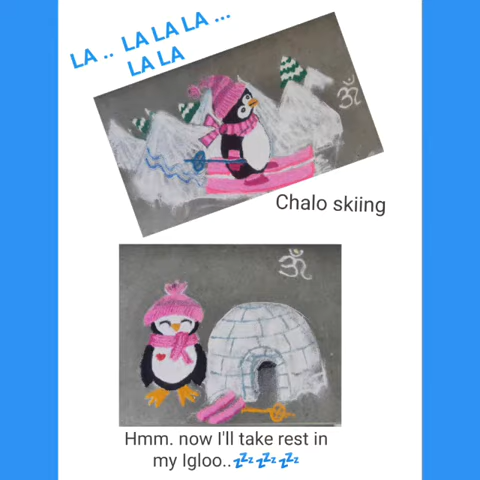 LA .. LA LA LA ...
LA LA
ॐ
Chalo skiing
ॐ
Hmm. now I'll take rest in
my Igloo..💤💤💤